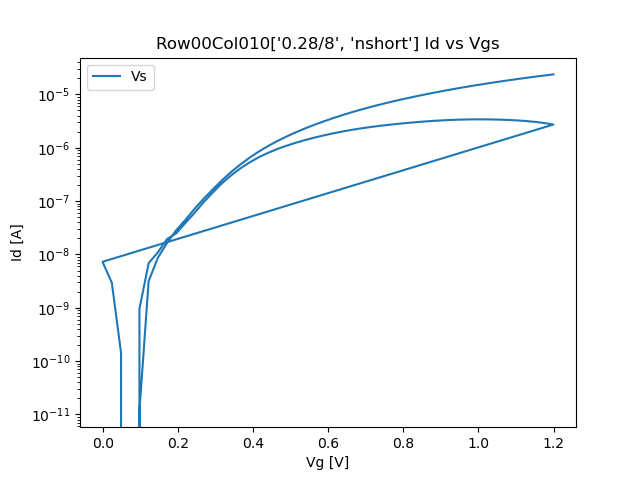 Row00Col010['0.28/8', 'nshort'] Id vs Vgs
Vs
Id [A]
10⁻⁵
10⁻⁶
10⁻⁷
10⁻⁸
10⁻⁹
10⁻¹⁰
10⁻¹¹
0.0 0.2 0.4 0.6 0.8 1.0 1.2
Vg [V]